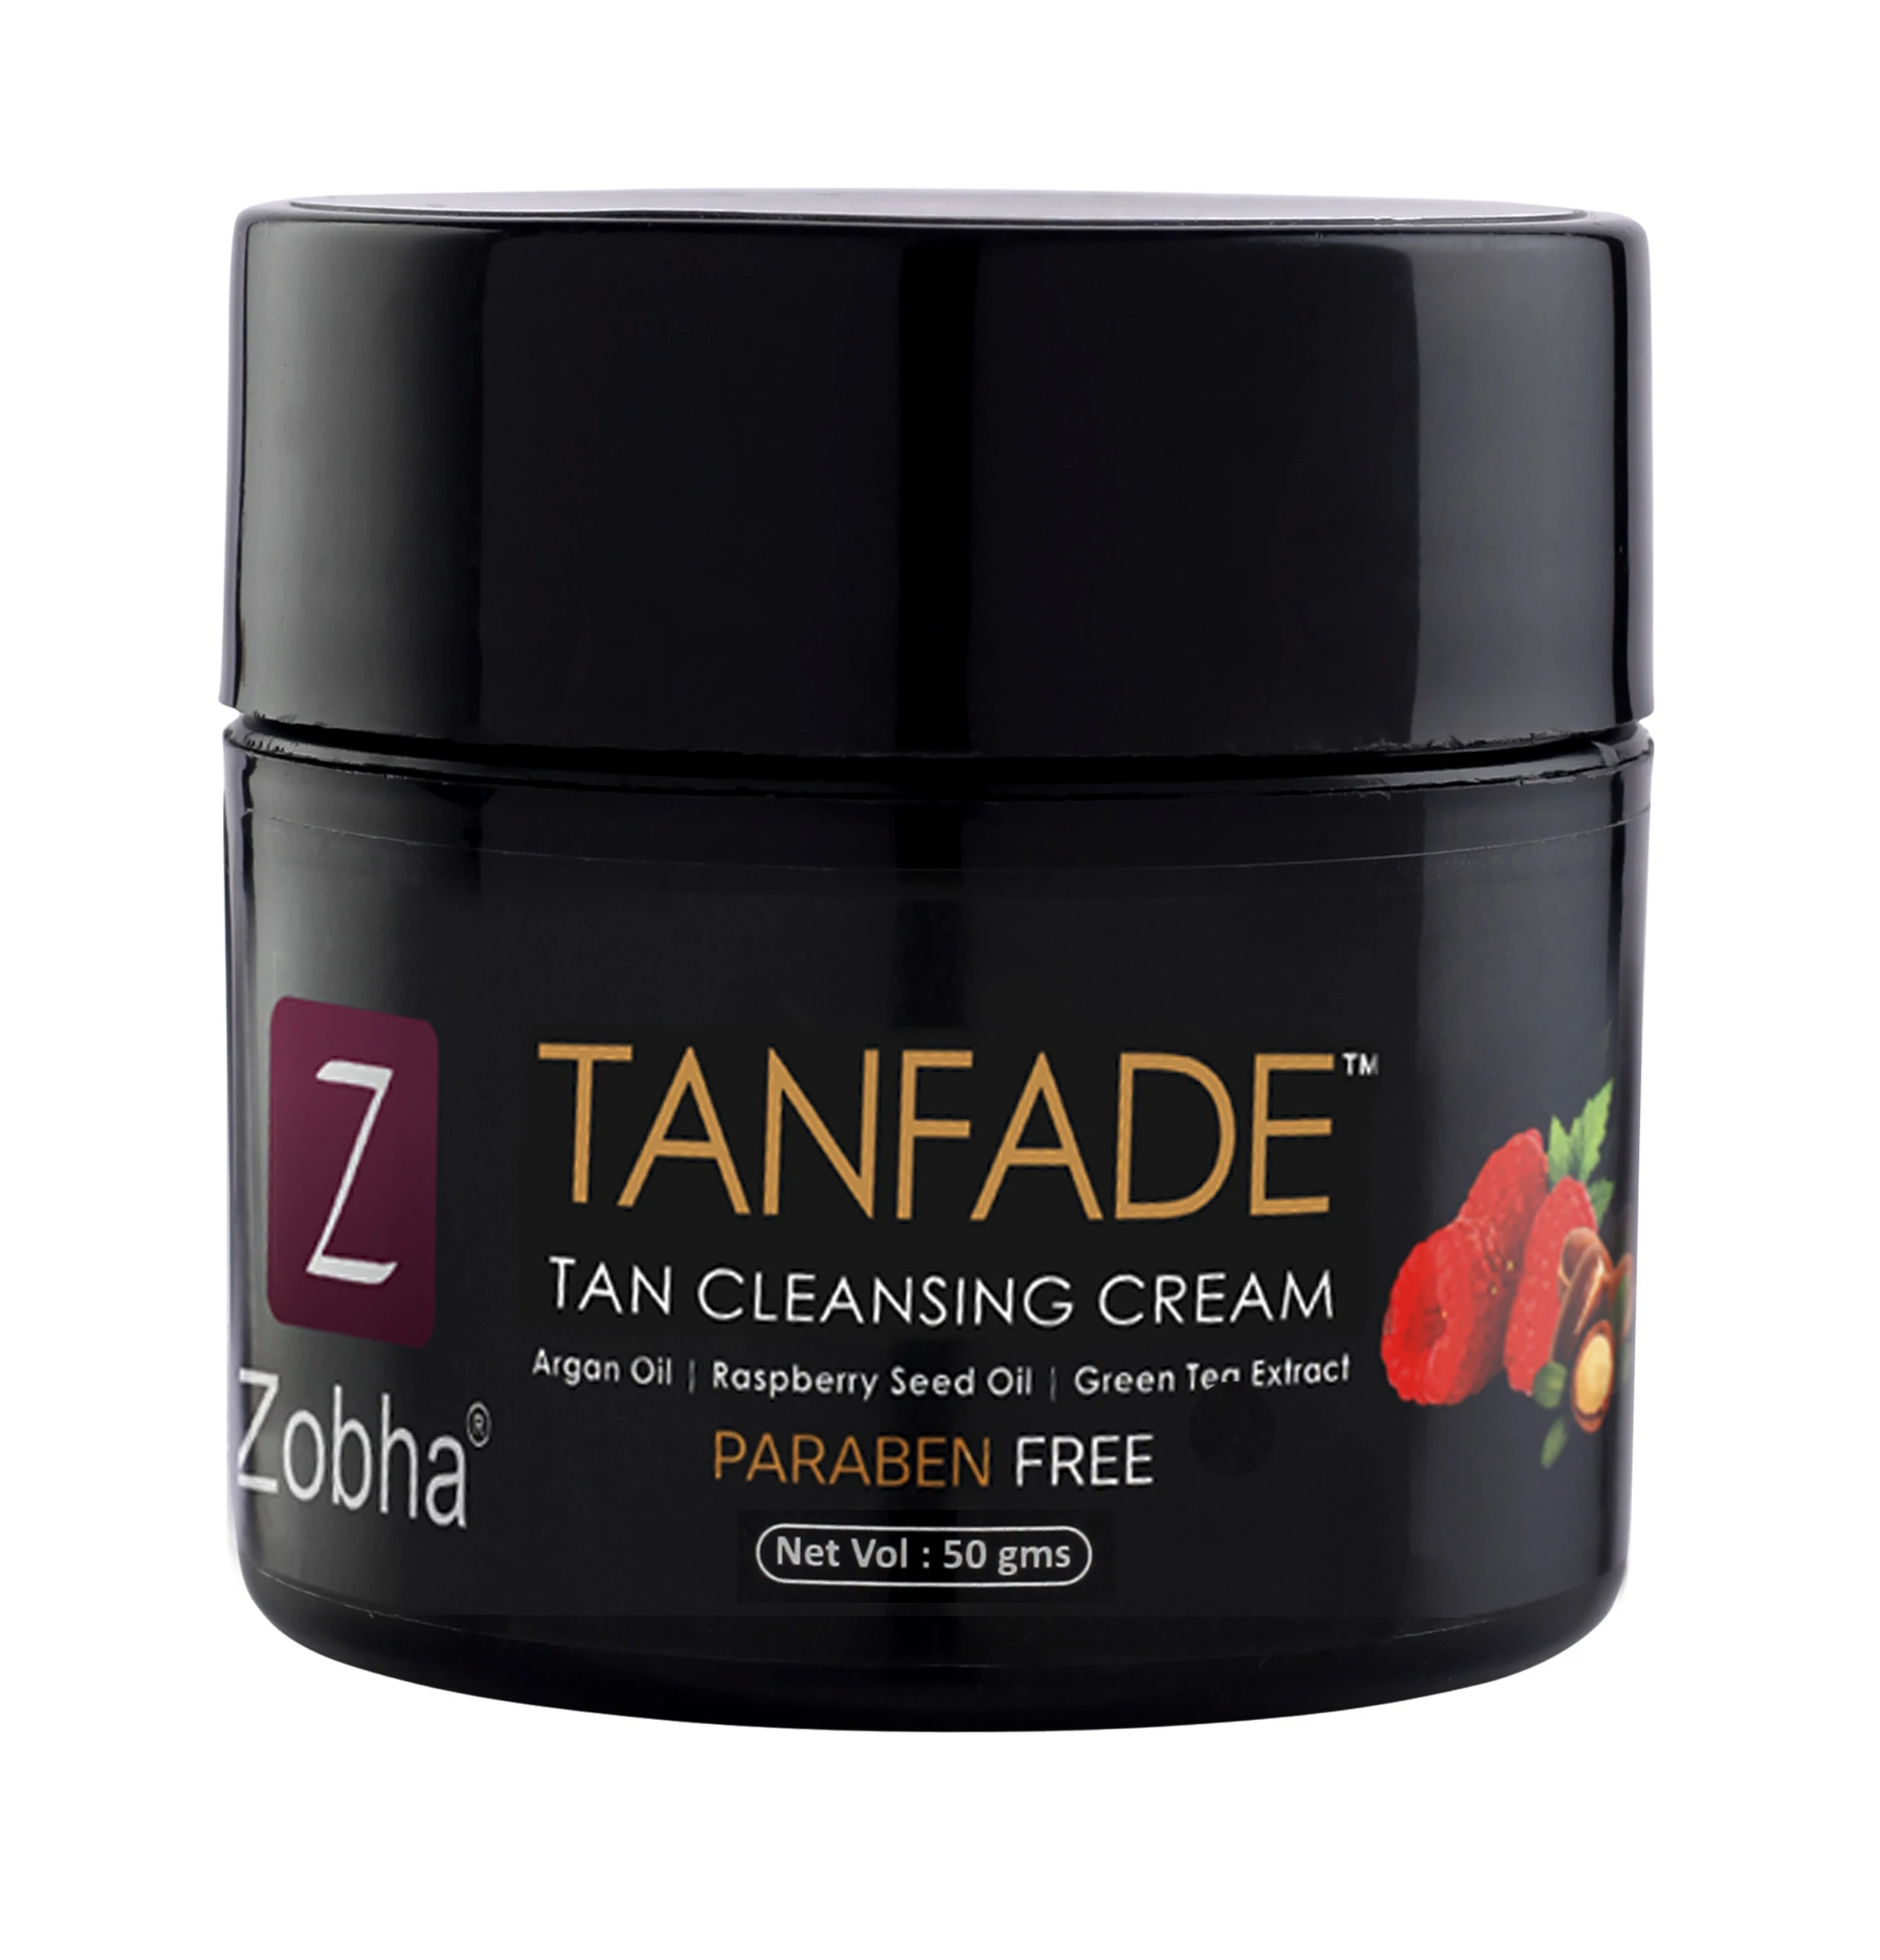 Z
Zobha®
TANFADE™
TAN CLEANSING CREAM
Argan Oil | Raspberry Seed Oil | Green Tea Extract
PARABEN FREE
Net Vol : 50 gms